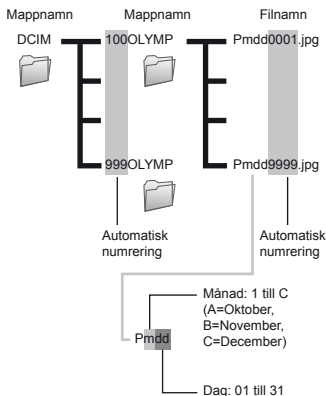 Mappnamn Mappnamn Filnamn
DCIM 100OLYMP Pmdd0001.jpg
999OLYMP Pmdd9999.jpg
Automatisk Automatisk
numrering numrering
Månad: 1 till C
(A=Oktober,
B=November,
C=December)
Pmdd
Dag: 01 till 31